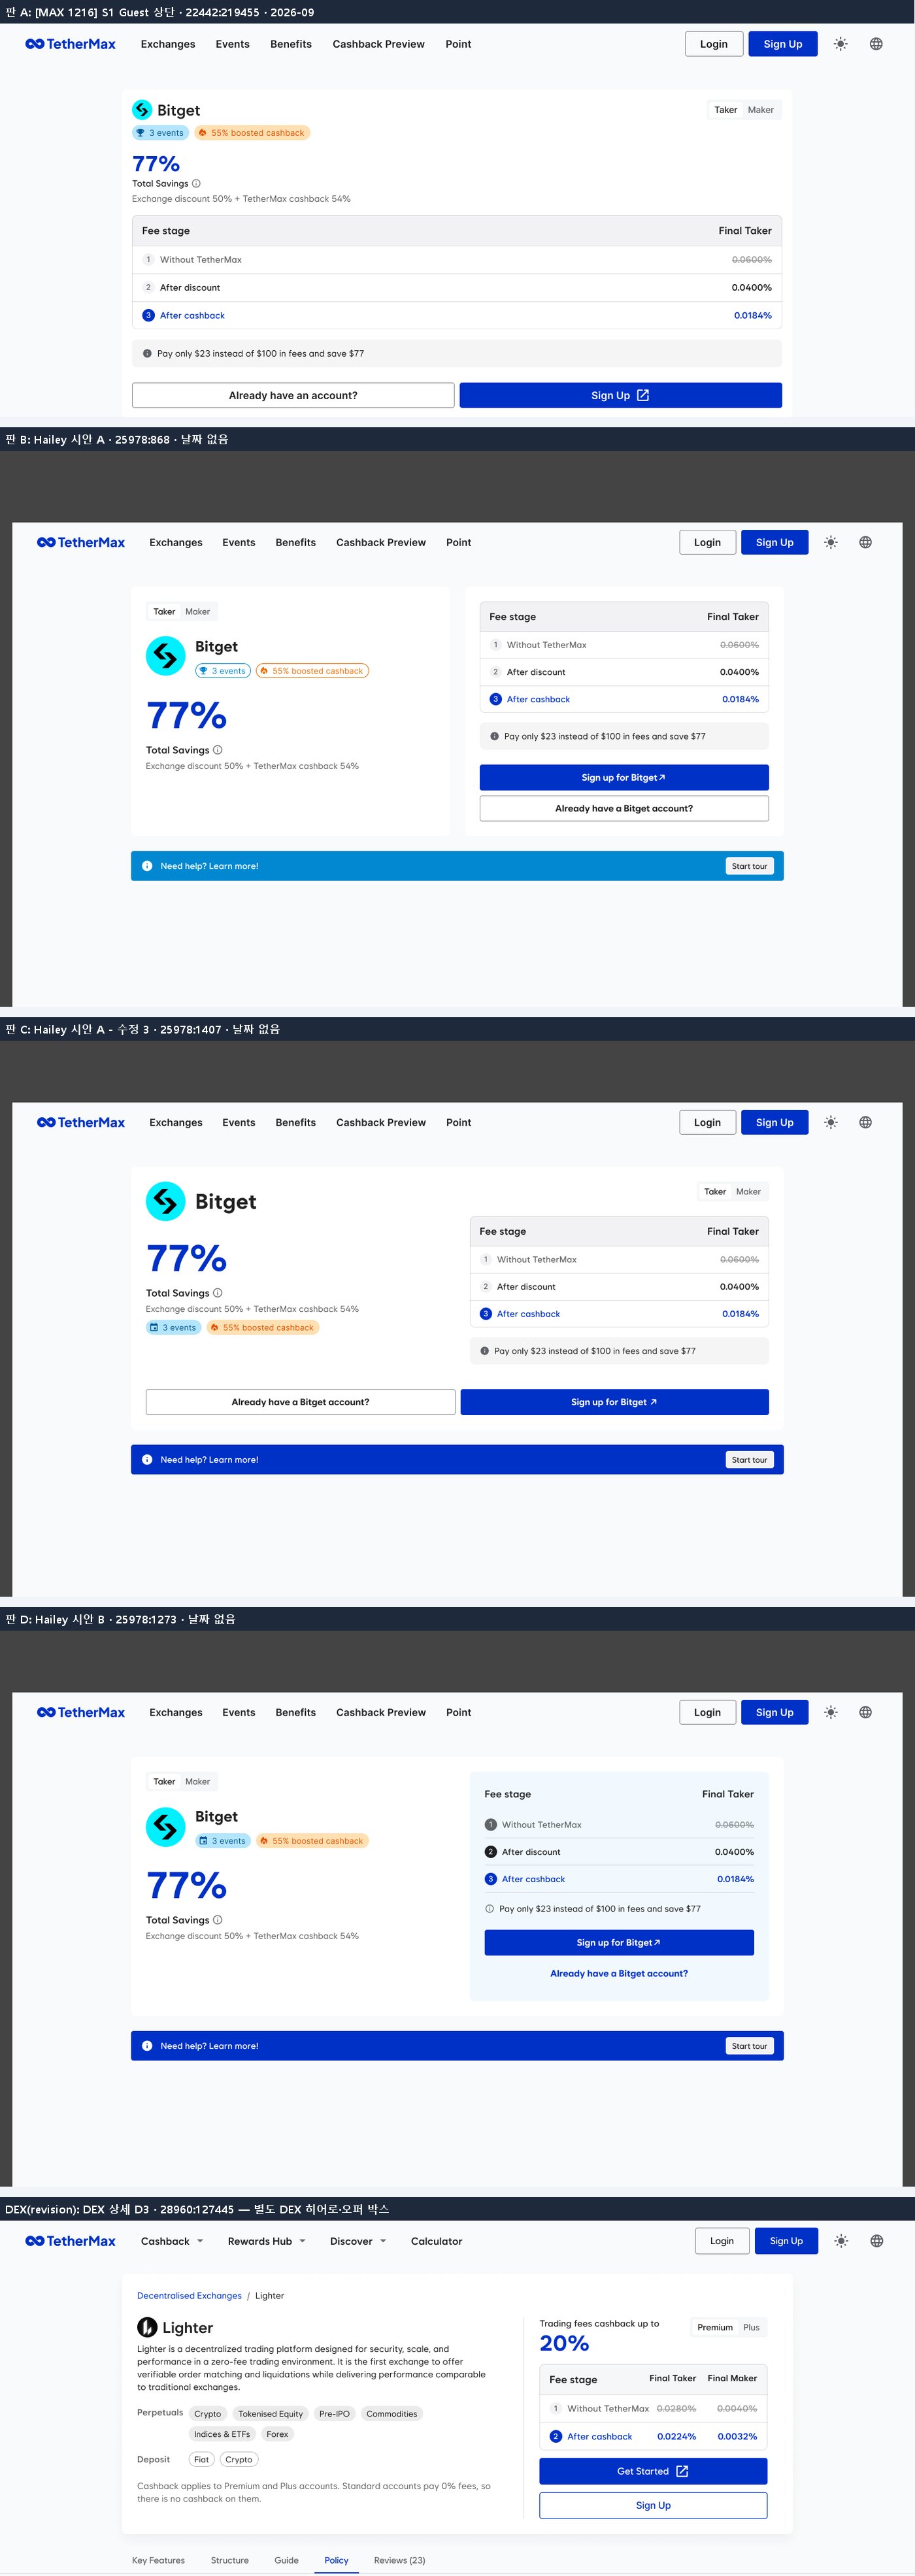 판 A: [MAX 1216] S1 Guest 상단 · 22442:219455 · 2026-09
TetherMax Exchanges Events Benefits Cashback Preview Point Login Sign Up
Bitget Taker Maker
3 events 55% boosted cashback
77%
Total Savings
Exchange discount 50% + TetherMax cashback 54%
Fee stage Final Taker
1 Without TetherMax 0.0600%
2 After discount 0.0400%
3 After cashback 0.0184%
Pay only $23 instead of $100 in fees and save $77
Already have an account? Sign Up
판 B: Hailey 시안 A · 25978:868 · 날짜 없음
TetherMax Exchanges Events Benefits Cashback Preview Point Login Sign Up
Taker Maker
Bitget
3 events 55% boosted cashback
77%
Total Savings
Exchange discount 50% + TetherMax cashback 54%
Fee stage Final Taker
1 Without TetherMax 0.0600%
2 After discount 0.0400%
3 After cashback 0.0184%
Pay only $23 instead of $100 in fees and save $77
Sign up for Bitget
Already have a Bitget account?
Need help? Learn more! Start tour
판 C: Hailey 시안 A - 수정 3 · 25978:1407 · 날짜 없음
TetherMax Exchanges Events Benefits Cashback Preview Point Login Sign Up
Bitget
77%
Total Savings
Exchange discount 50% + TetherMax cashback 54%
3 events 55% boosted cashback
Taker Maker
Fee stage Final Taker
1 Without TetherMax 0.0600%
2 After discount 0.0400%
3 After cashback 0.0184%
Pay only $23 instead of $100 in fees and save $77
Already have a Bitget account? Sign up for Bitget
Need help? Learn more! Start tour
판 D: Hailey 시안 B · 25978:1273 · 날짜 없음
TetherMax Exchanges Events Benefits Cashback Preview Point Login Sign Up
Taker Maker
Bitget
3 events 55% boosted cashback
77%
Total Savings
Exchange discount 50% + TetherMax cashback 54%
Fee stage Final Taker
1 Without TetherMax 0.0600%
2 After discount 0.0400%
3 After cashback 0.0184%
Pay only $23 instead of $100 in fees and save $77
Sign up for Bitget
Already have a Bitget account?
Need help? Learn more! Start tour
DEX(revision): DEX 상세 D3 · 28960:127445 — 별도 DEX 히어로·오퍼 박스
TetherMax Cashback Rewards Hub Discover Calculator Login Sign Up
Decentralised Exchanges / Lighter
Lighter
Lighter is a decentralized trading platform designed for security, scale, and
performance in a zero-fee trading environment. It is the first exchange to offer
verifiable order matching and liquidations while delivering performance comparable
to traditional exchanges.
Perpetuals Crypto Tokenised Equity Pre-IPO Commodities
Indices & ETFs Forex
Deposit Fiat Crypto
Cashback applies to Premium and Plus accounts. Standard accounts pay 0% fees, so
there is no cashback on them.
Trading fees cashback up to
20%
Premium Plus
Fee stage Final Taker Final Maker
1 Without TetherMax 0.0280% 0.0040%
2 After cashback 0.0224% 0.0032%
Get Started
Sign Up
Key Features Structure Guide Policy Reviews (23)